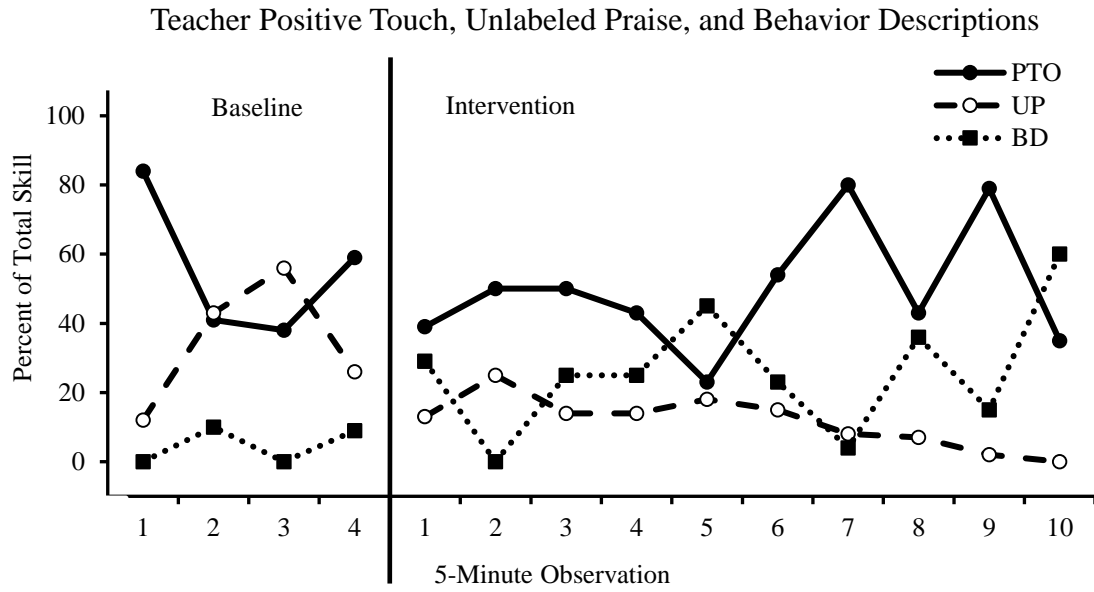 Teacher Positive Touch, Unlabeled Praise, and Behavior Descriptions
PTO
UP
BD
Baseline
Intervention
Percent of Total Skill
100
80
60
40
20
0
1 2 3 4 1 2 3 4 5 6 7 8 9 10
5-Minute Observation